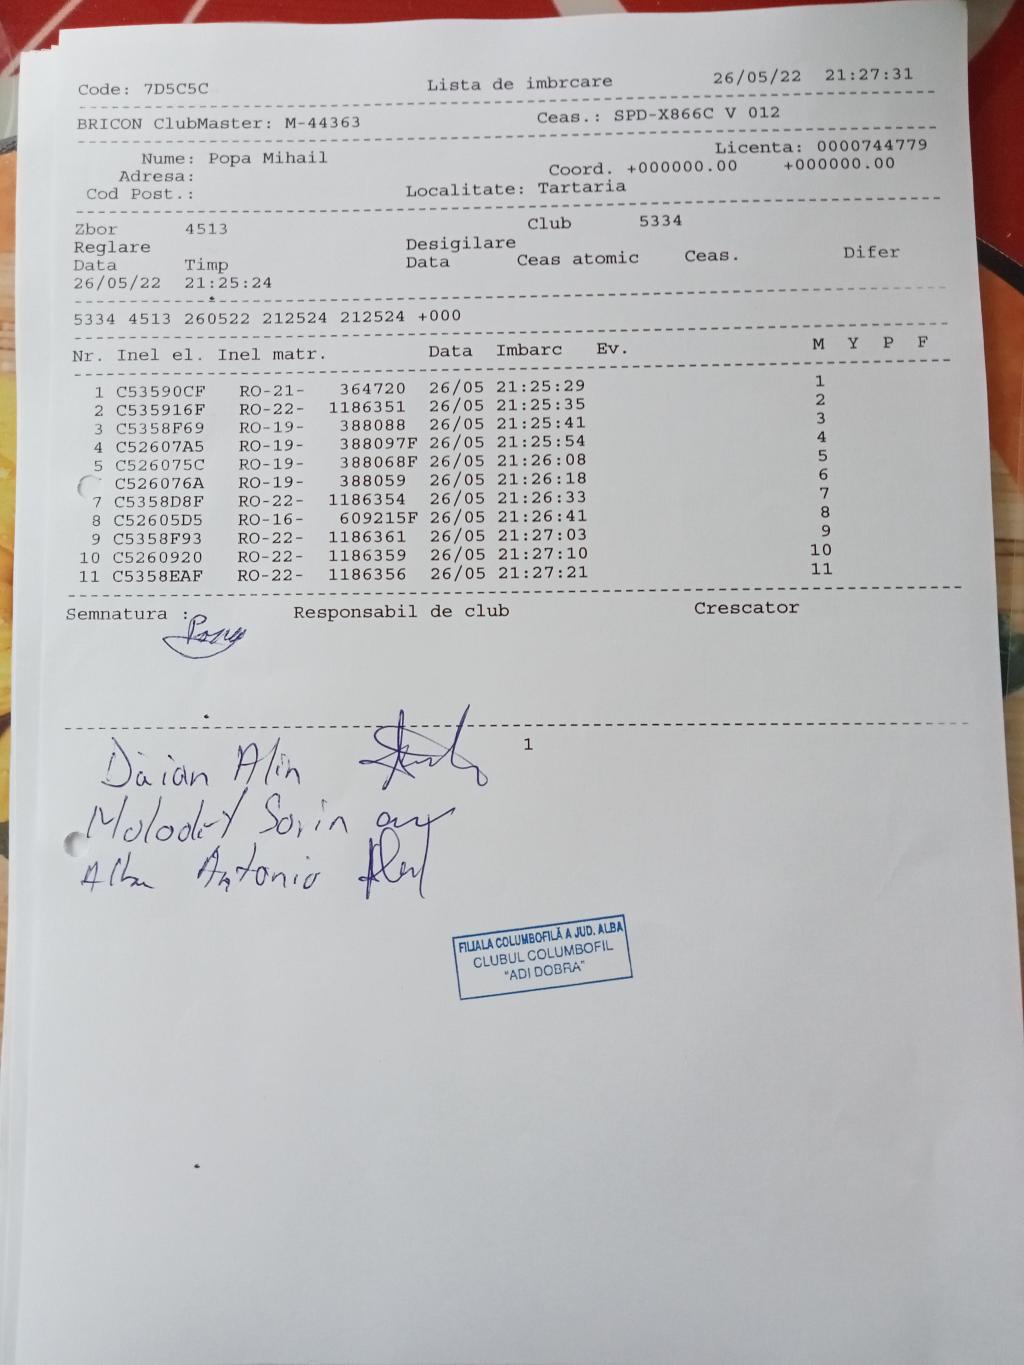 Code: 7D5C5C Lista de imbrcare 26/05/22 21:27:31
BRICON ClubMaster: M-44363 Ceas.: SPD-X866C V 012
Licenta: 0000744779
Nume: Popa Mihail
Coord. +000000.00 +000000.00
Adresa:
Cod Post.: Localitate: Tartaria
Zbor 4513 Club 5334
Reglare Desigilare
Data Timp Data Ceas atomic Ceas. Difer
26/05/22 21:25:24
5334 4513 260522 212524 212524 +000
Nr. Inel el. Inel matr. Data Imbarc Ev. M Y P F
1 C53590CF RO-21- 364720 26/05 21:25:29 1
2 C535916F RO-22- 1186351 26/05 21:25:35 2
3 C5358F69 RO-19- 388088 26/05 21:25:41 3
4 C52607A5 RO-19- 388097F 26/05 21:25:54 4
5 C526075C RO-19- 388068F 26/05 21:26:08 5
C526076A RO-19- 388059 26/05 21:26:18 6
7 C5358D8F RO-22- 1186354 26/05 21:26:33 7
8 C52605D5 RO-16- 609215F 26/05 21:26:41 8
9 C5358F93 RO-22- 1186361 26/05 21:27:03 9
10 C5260920 RO-22- 1186359 26/05 21:27:10 10
11 C5358EAF RO-22- 1186356 26/05 21:27:21 11
Semnatura : Responsabil de club Crescator
1
Dăian Alin
Sorin
Alba Antonio
FILIALA COLUMBOFILĂ A JUD. ALBA
CLUBUL COLUMBOFIL
"ADI DOBRA"